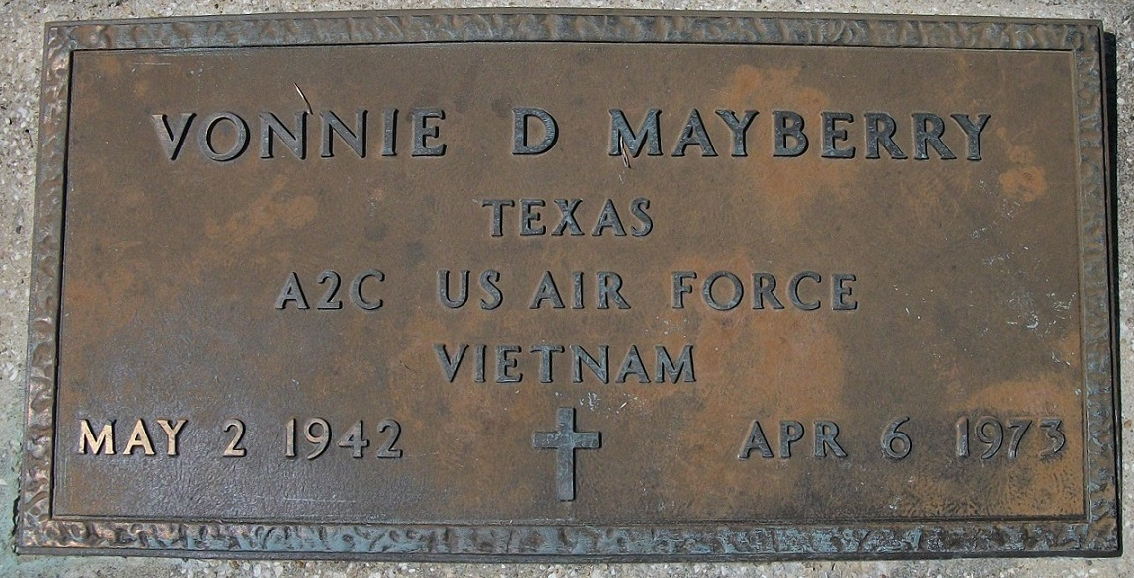 VONNIE D MAYBERRY
TEXAS
A2C US AIR FORCE
VIETNAM
MAY 2 1942 APR 6 1973